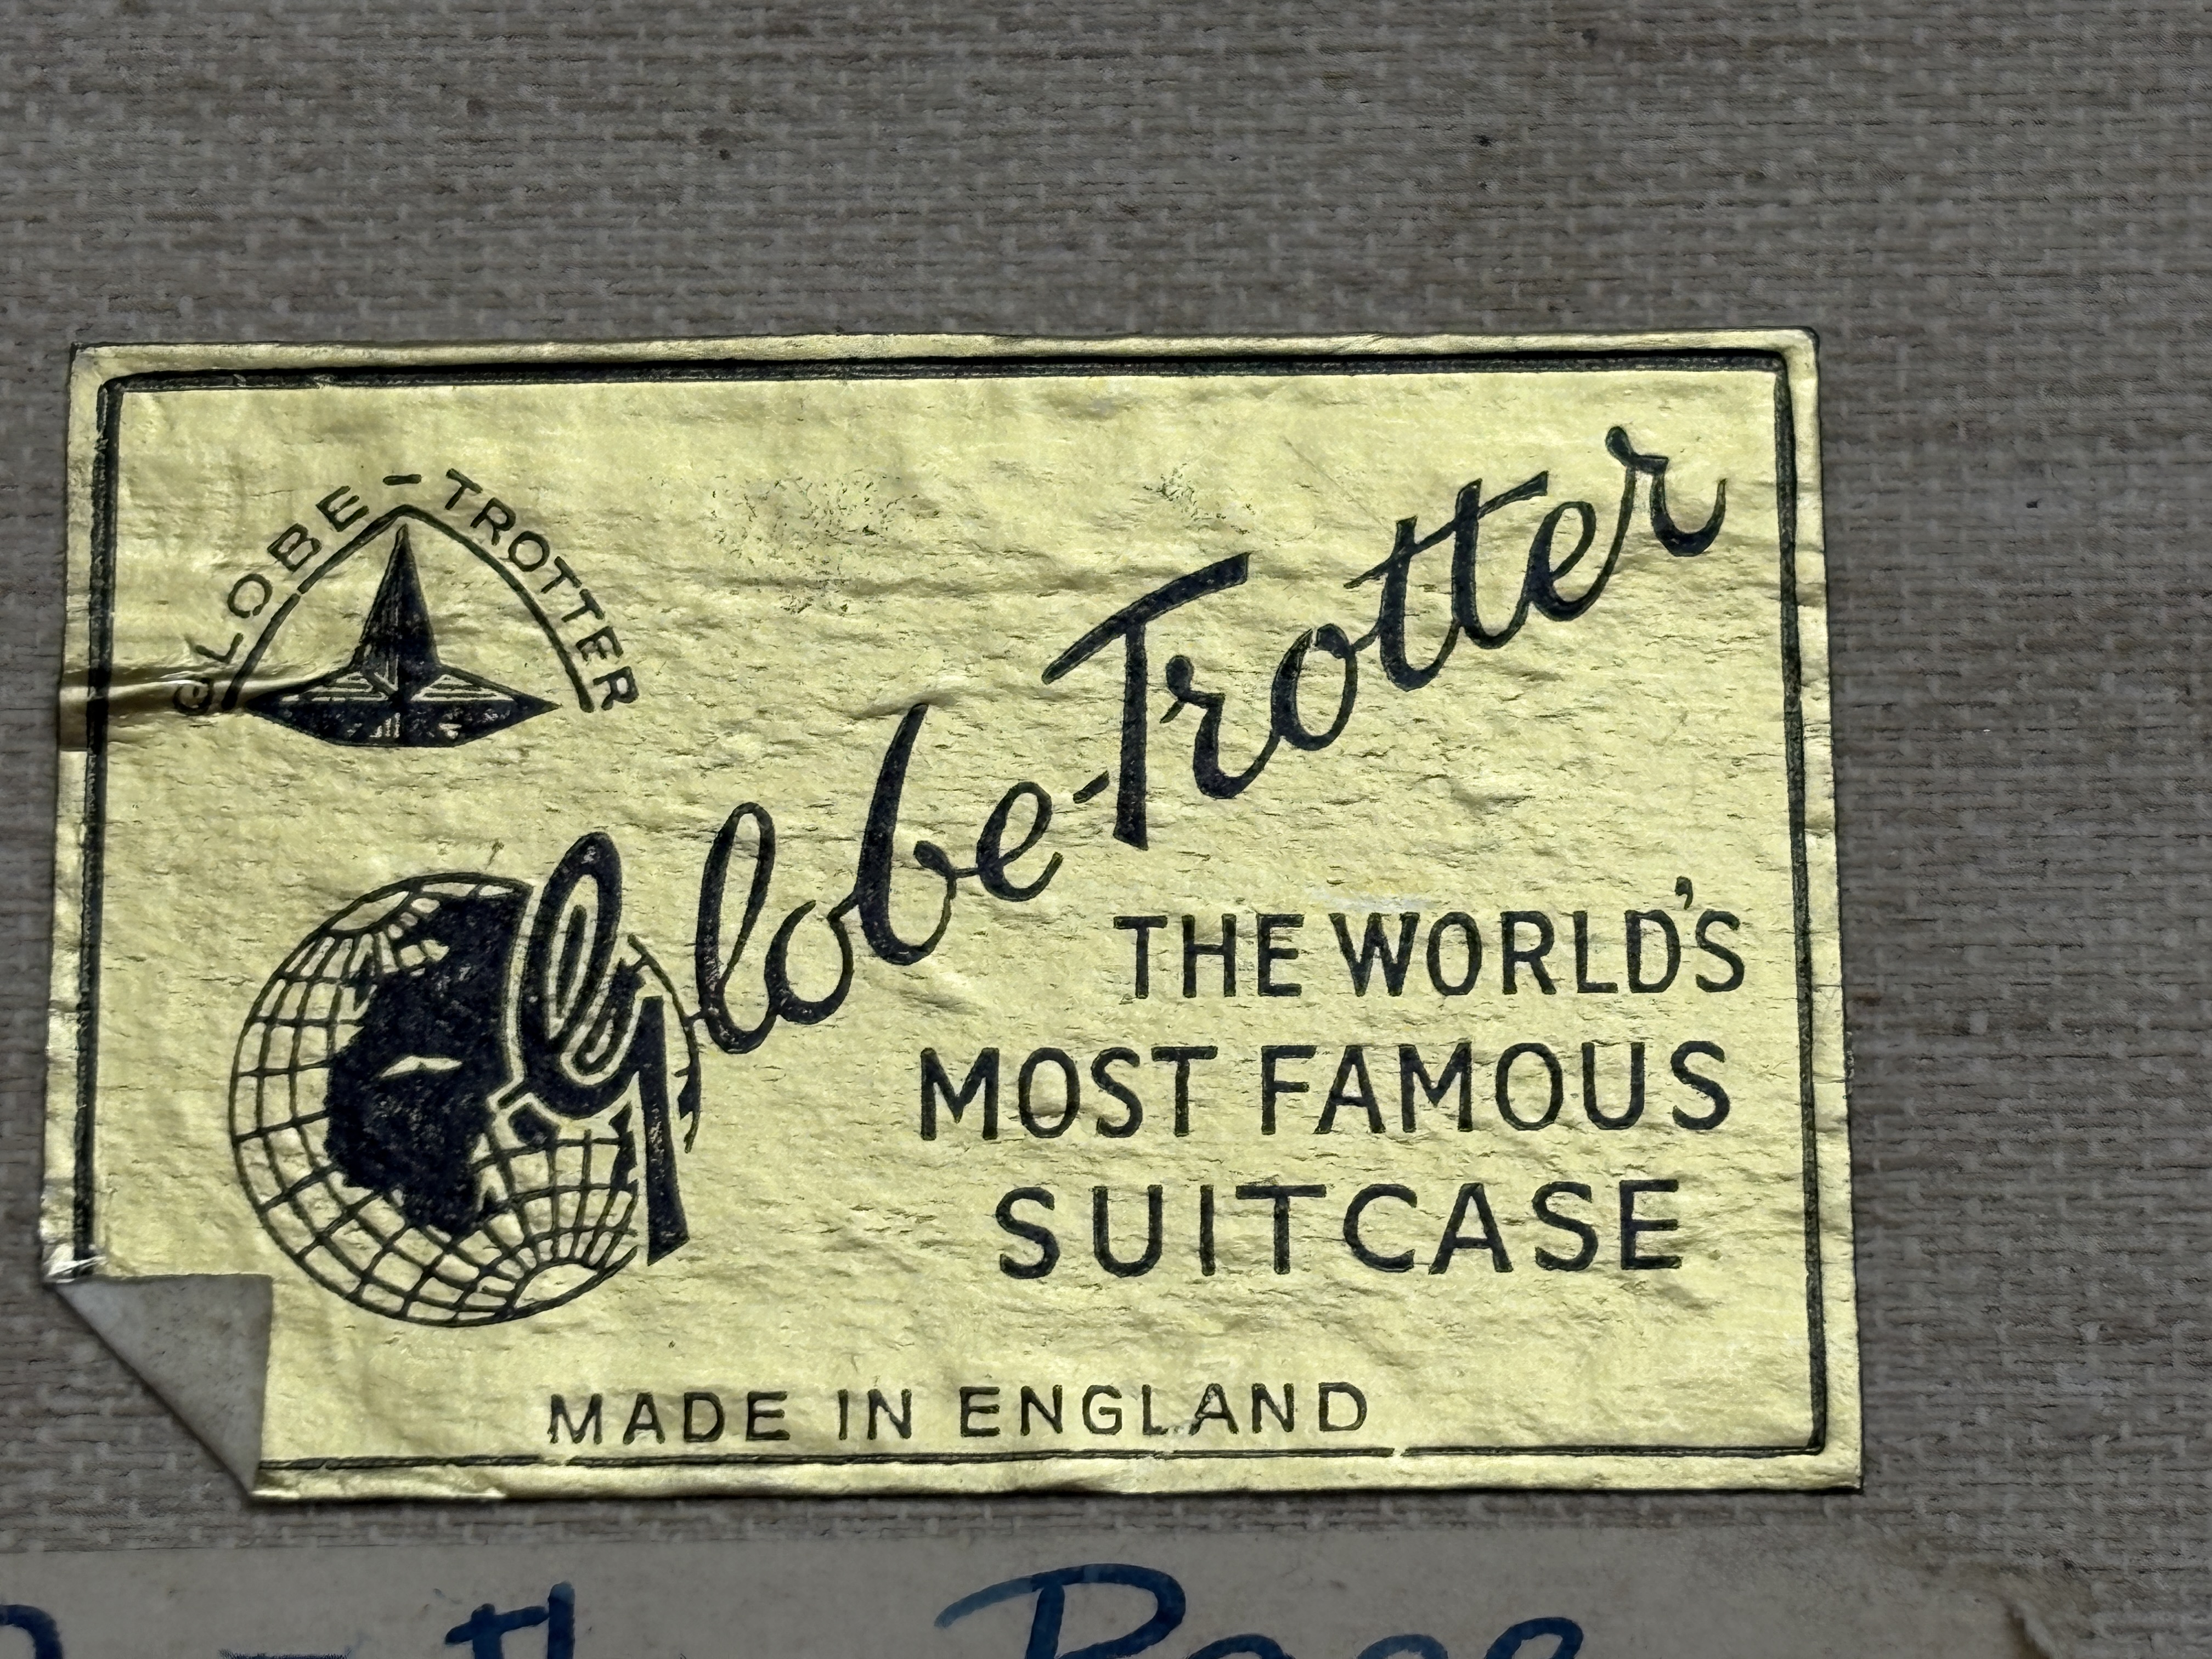 GLOBE-TROTTER
Globe-Trotter
THE WORLD'S
MOST FAMOUS
SUITCASE
MADE IN ENGLAND